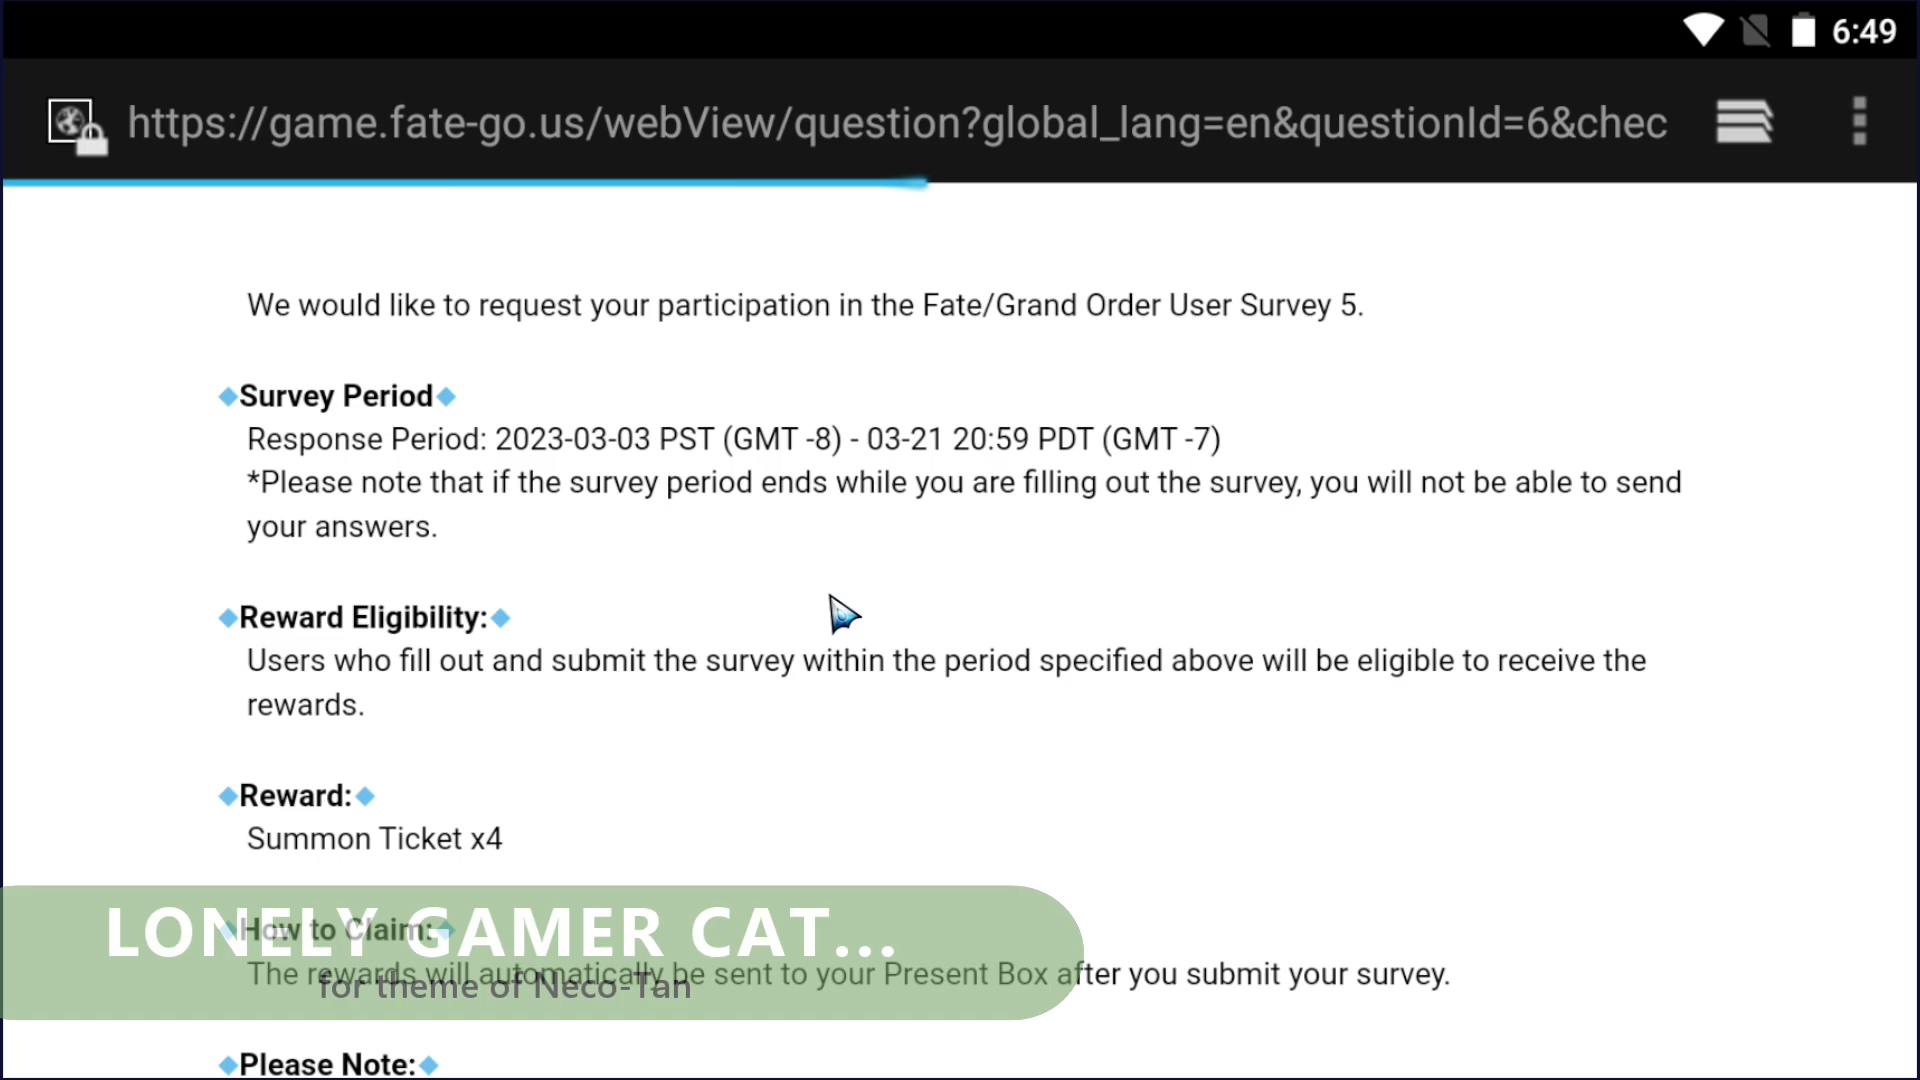 6:49
https://game.fate-go.us/webView/question?global_lang=en&questionId=6&chec
We would like to request your participation in the Fate/Grand Order User Survey 5.
◆Survey Period◆
Response Period: 2023-03-03 PST (GMT -8) - 03-21 20:59 PDT (GMT -7)
*Please note that if the survey period ends while you are filling out the survey, you will not be able to send
your answers.
◆Reward Eligibility:◆
Users who fill out and submit the survey within the period specified above will be eligible to receive the
rewards.
◆Reward:◆
Summon Ticket x4
◆How to Claim:◆
LONELY GAMER CAT...
The rewards will automatically be sent to your Present Box after you submit your survey.
for theme of Neco-Tan
◆Please Note:◆